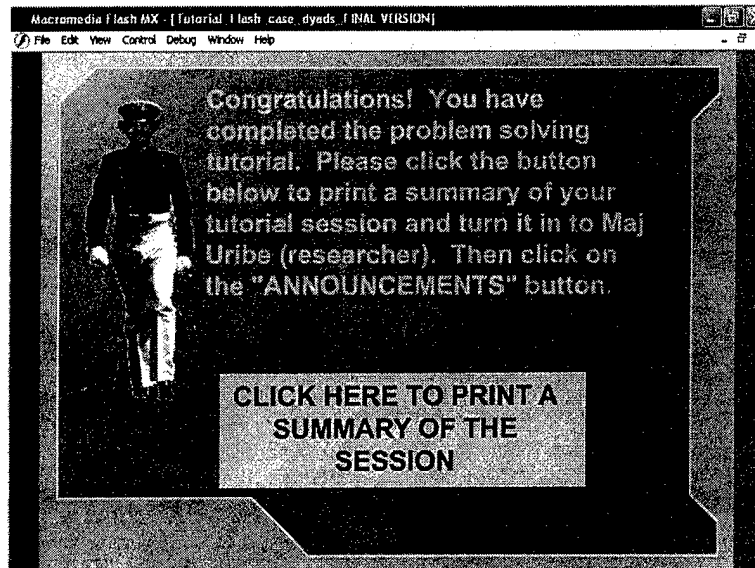 Macromedia Flash MX - [Tutorial_Flash_case_dyads_FINAL VERSION]
File Edit View Control Debug Window Help
Congratulations! You have
completed the problem solving
tutorial. Please click the button
below to print a summary of your
tutorial session and turn it in to Maj
Uribe (researcher). Then click on
the "ANNOUNCEMENTS" button.
CLICK HERE TO PRINT A
SUMMARY OF THE
SESSION